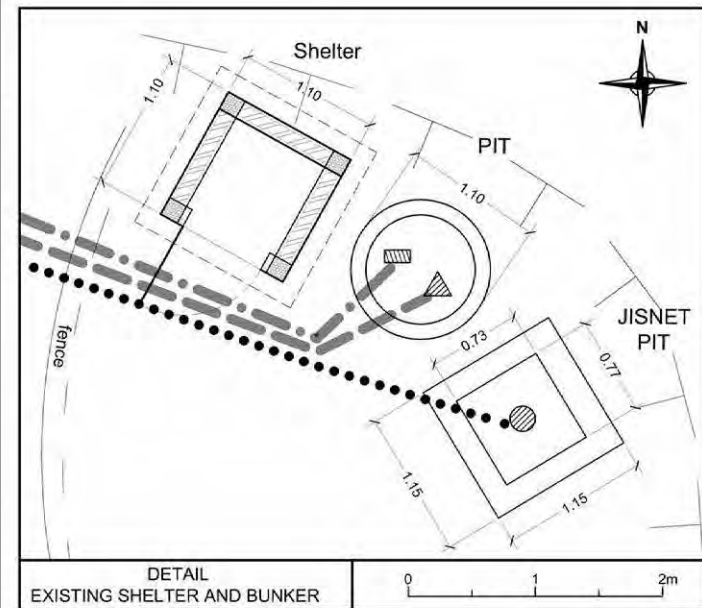 N
Shelter
1.10
1.10
PIT
1.10
JISNET
PIT
0.73
0.77
fence
1.15
1.15
DETAIL
EXISTING SHELTER AND BUNKER
0 1 2m